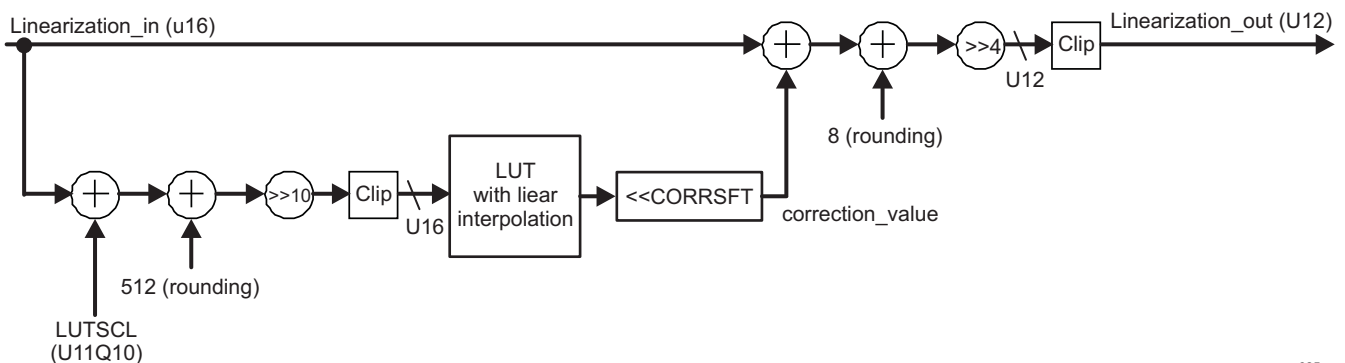 Linearization_in (u16)
Linearization_out (U12)
+
+
>>4
Clip
U12
8 (rounding)
+
+
>>10
Clip
U16
LUT
with liear
interpolation
<<CORRSFT
correction_value
512 (rounding)
LUTSCL
(U11Q10)